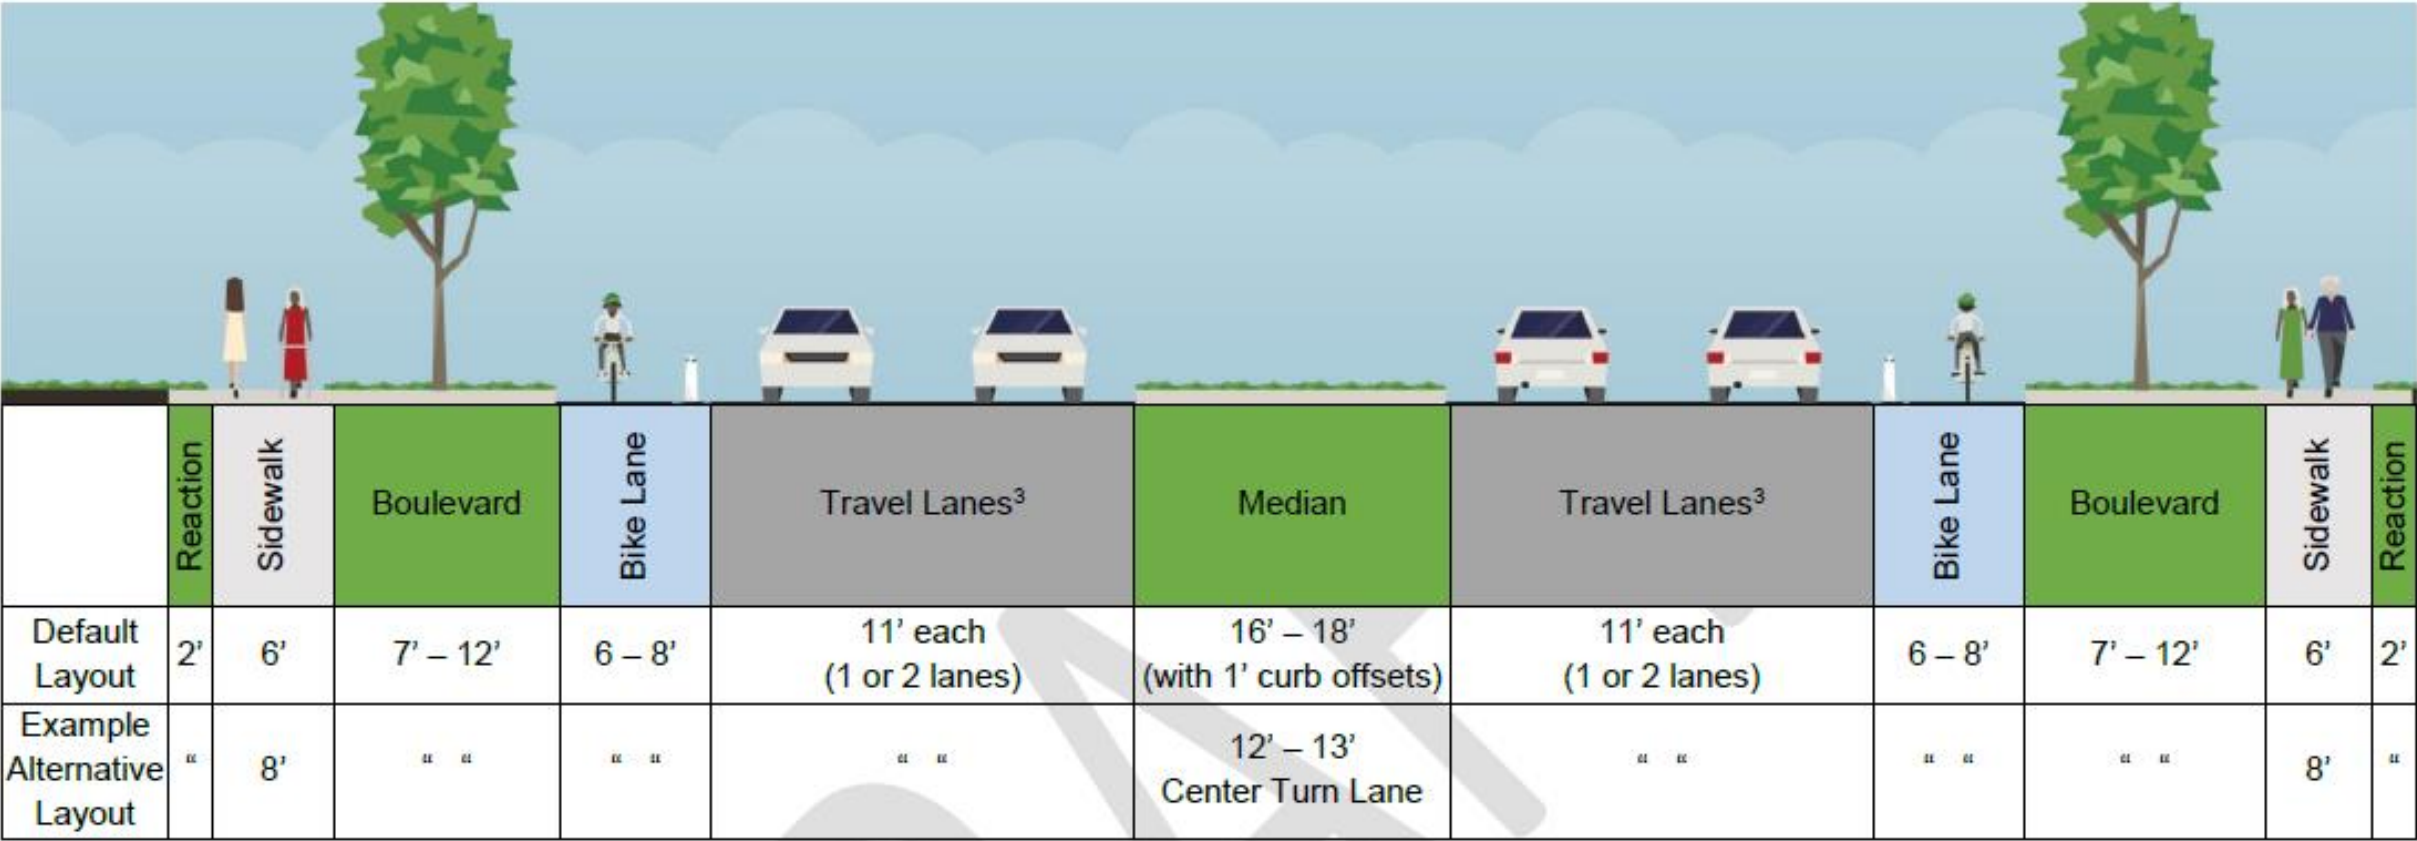 Reaction
Sidewalk
Boulevard
Bike Lane
Travel Lanes³
Median
Travel Lanes³
Bike Lane
Boulevard
Sidewalk
Reaction
Default
Layout
2’
6’
7’ – 12’
6 – 8’
11’ each
(1 or 2 lanes)
16’ – 18’
(with 1’ curb offsets)
11’ each
(1 or 2 lanes)
6 – 8’
7’ – 12’
6’
2’
Example
Alternative
Layout
“
8’
“ “
“ “
“ “
12’ – 13’
Center Turn Lane
“ “
“ “
“ “
8’
“